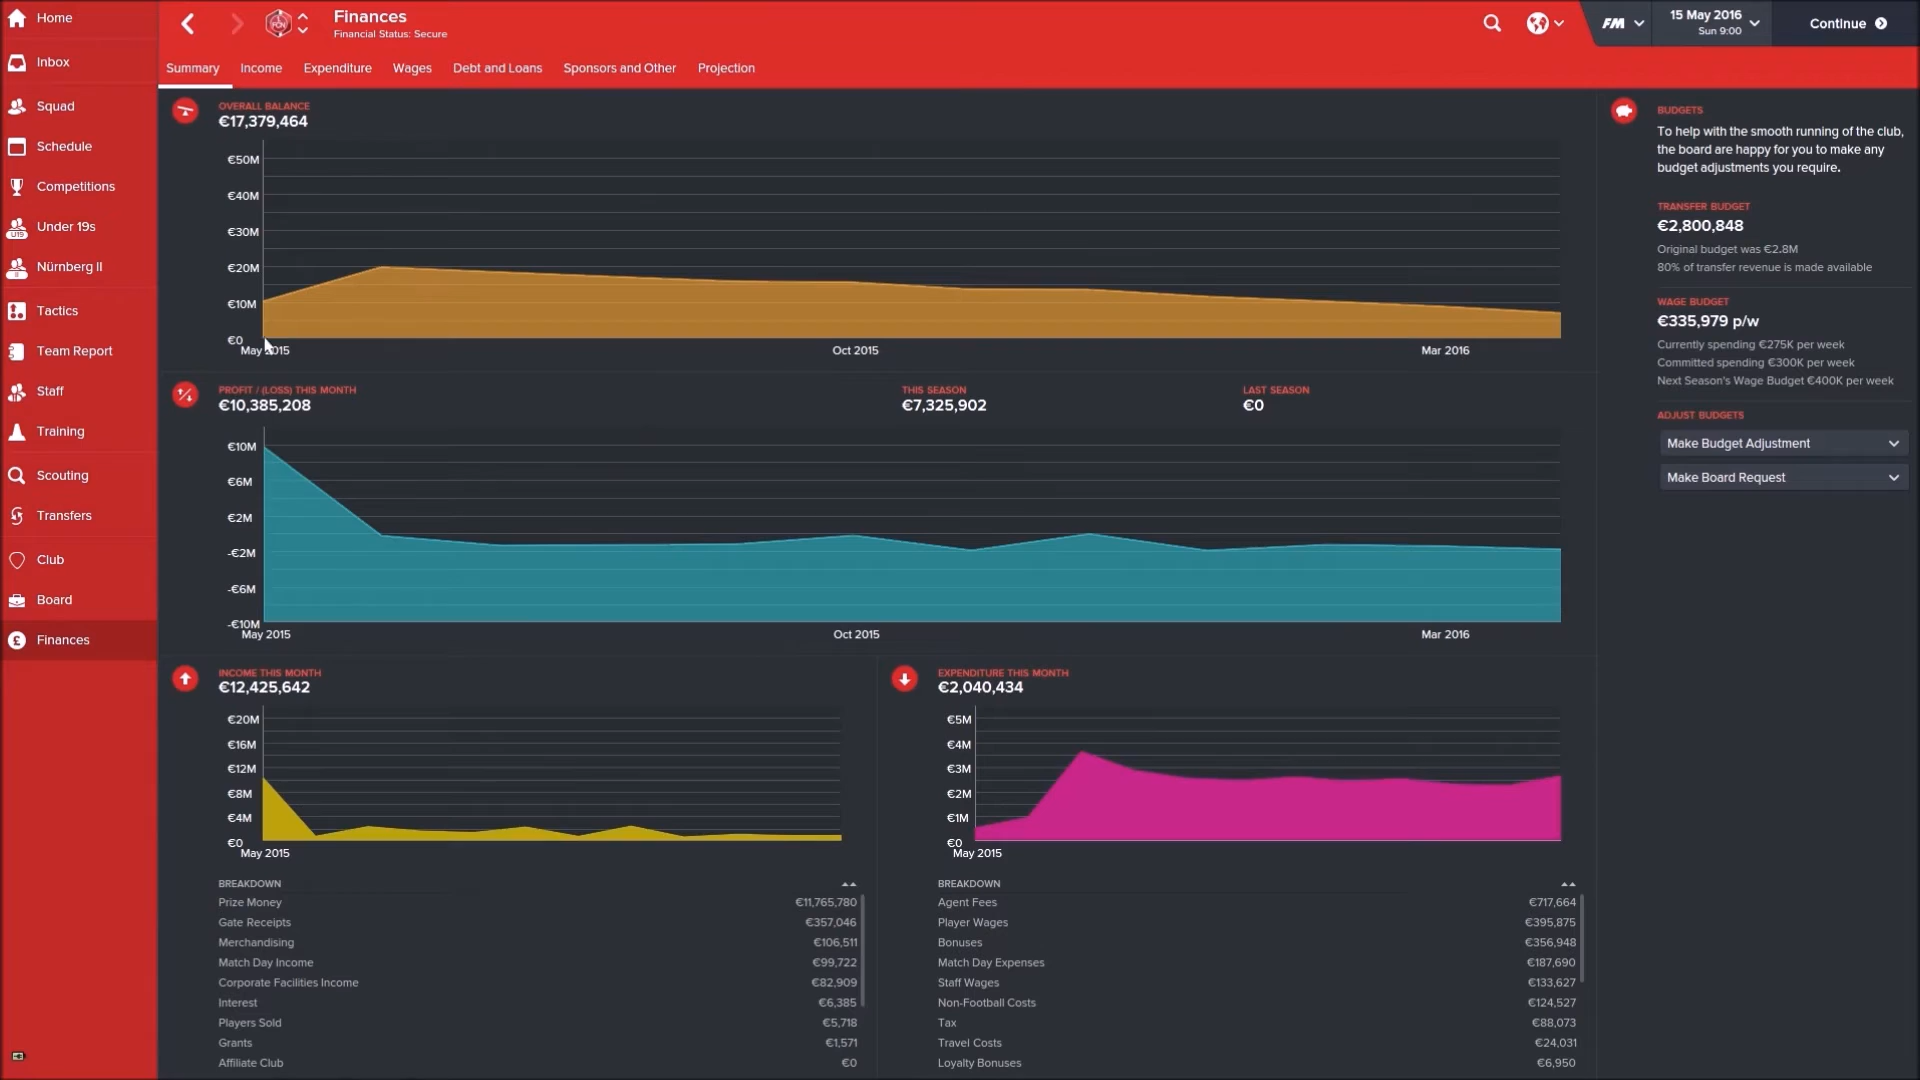 Home
Inbox
Squad
Schedule
Competitions
Under 19s
Nürnberg II
Tactics
Team Report
Staff
Training
Scouting
Transfers
Club
Board
Finances
Finances
Financial Status: Secure
FM
15 May 2016
Sun 9:00
Continue
Summary Income Expenditure Wages Debt and Loans Sponsors and Other Projection
OVERALL BALANCE
€17,379,464
€50M
€40M
€30M
€20M
€10M
€0
May 2015 Oct 2015 Mar 2016
PROFIT / (LOSS) THIS MONTH
€10,385,208
THIS SEASON
€7,325,902
LAST SEASON
€0
€10M
€6M
€2M
-€2M
-€6M
-€10M
May 2015 Oct 2015 Mar 2016
INCOME THIS MONTH
€12,425,642
€20M
€16M
€12M
€8M
€4M
€0
May 2015
BREAKDOWN
Prize Money €11,765,780
Gate Receipts €357,046
Merchandising €106,511
Match Day Income €99,722
Corporate Facilities Income €82,909
Interest €6,385
Players Sold €5,718
Grants €1,571
Affiliate Club €0
EXPENDITURE THIS MONTH
€2,040,434
€5M
€4M
€3M
€2M
€1M
€0
May 2015
BREAKDOWN
Agent Fees €717,664
Player Wages €395,875
Bonuses €356,948
Match Day Expenses €187,690
Staff Wages €133,627
Non-Football Costs €124,527
Tax €88,073
Travel Costs €24,031
Loyalty Bonuses €6,950
BUDGETS
To help with the smooth running of the club,
the board are happy for you to make any
budget adjustments you require.
TRANSFER BUDGET
€2,800,848
Original budget was €2.8M
80% of transfer revenue is made available
WAGE BUDGET
€335,979 p/w
Currently spending €275K per week
Committed spending €300K per week
Next Season's Wage Budget €400K per week
ADJUST BUDGETS
Make Budget Adjustment
Make Board Request